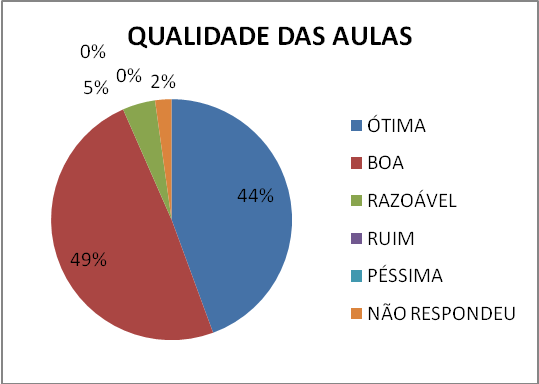 QUALIDADE DAS AULAS
0%
0%
2%
5%
44%
49%
ÓTIMA
BOA
RAZOÁVEL
RUIM
PÉSSIMA
NÃO RESPONDEU